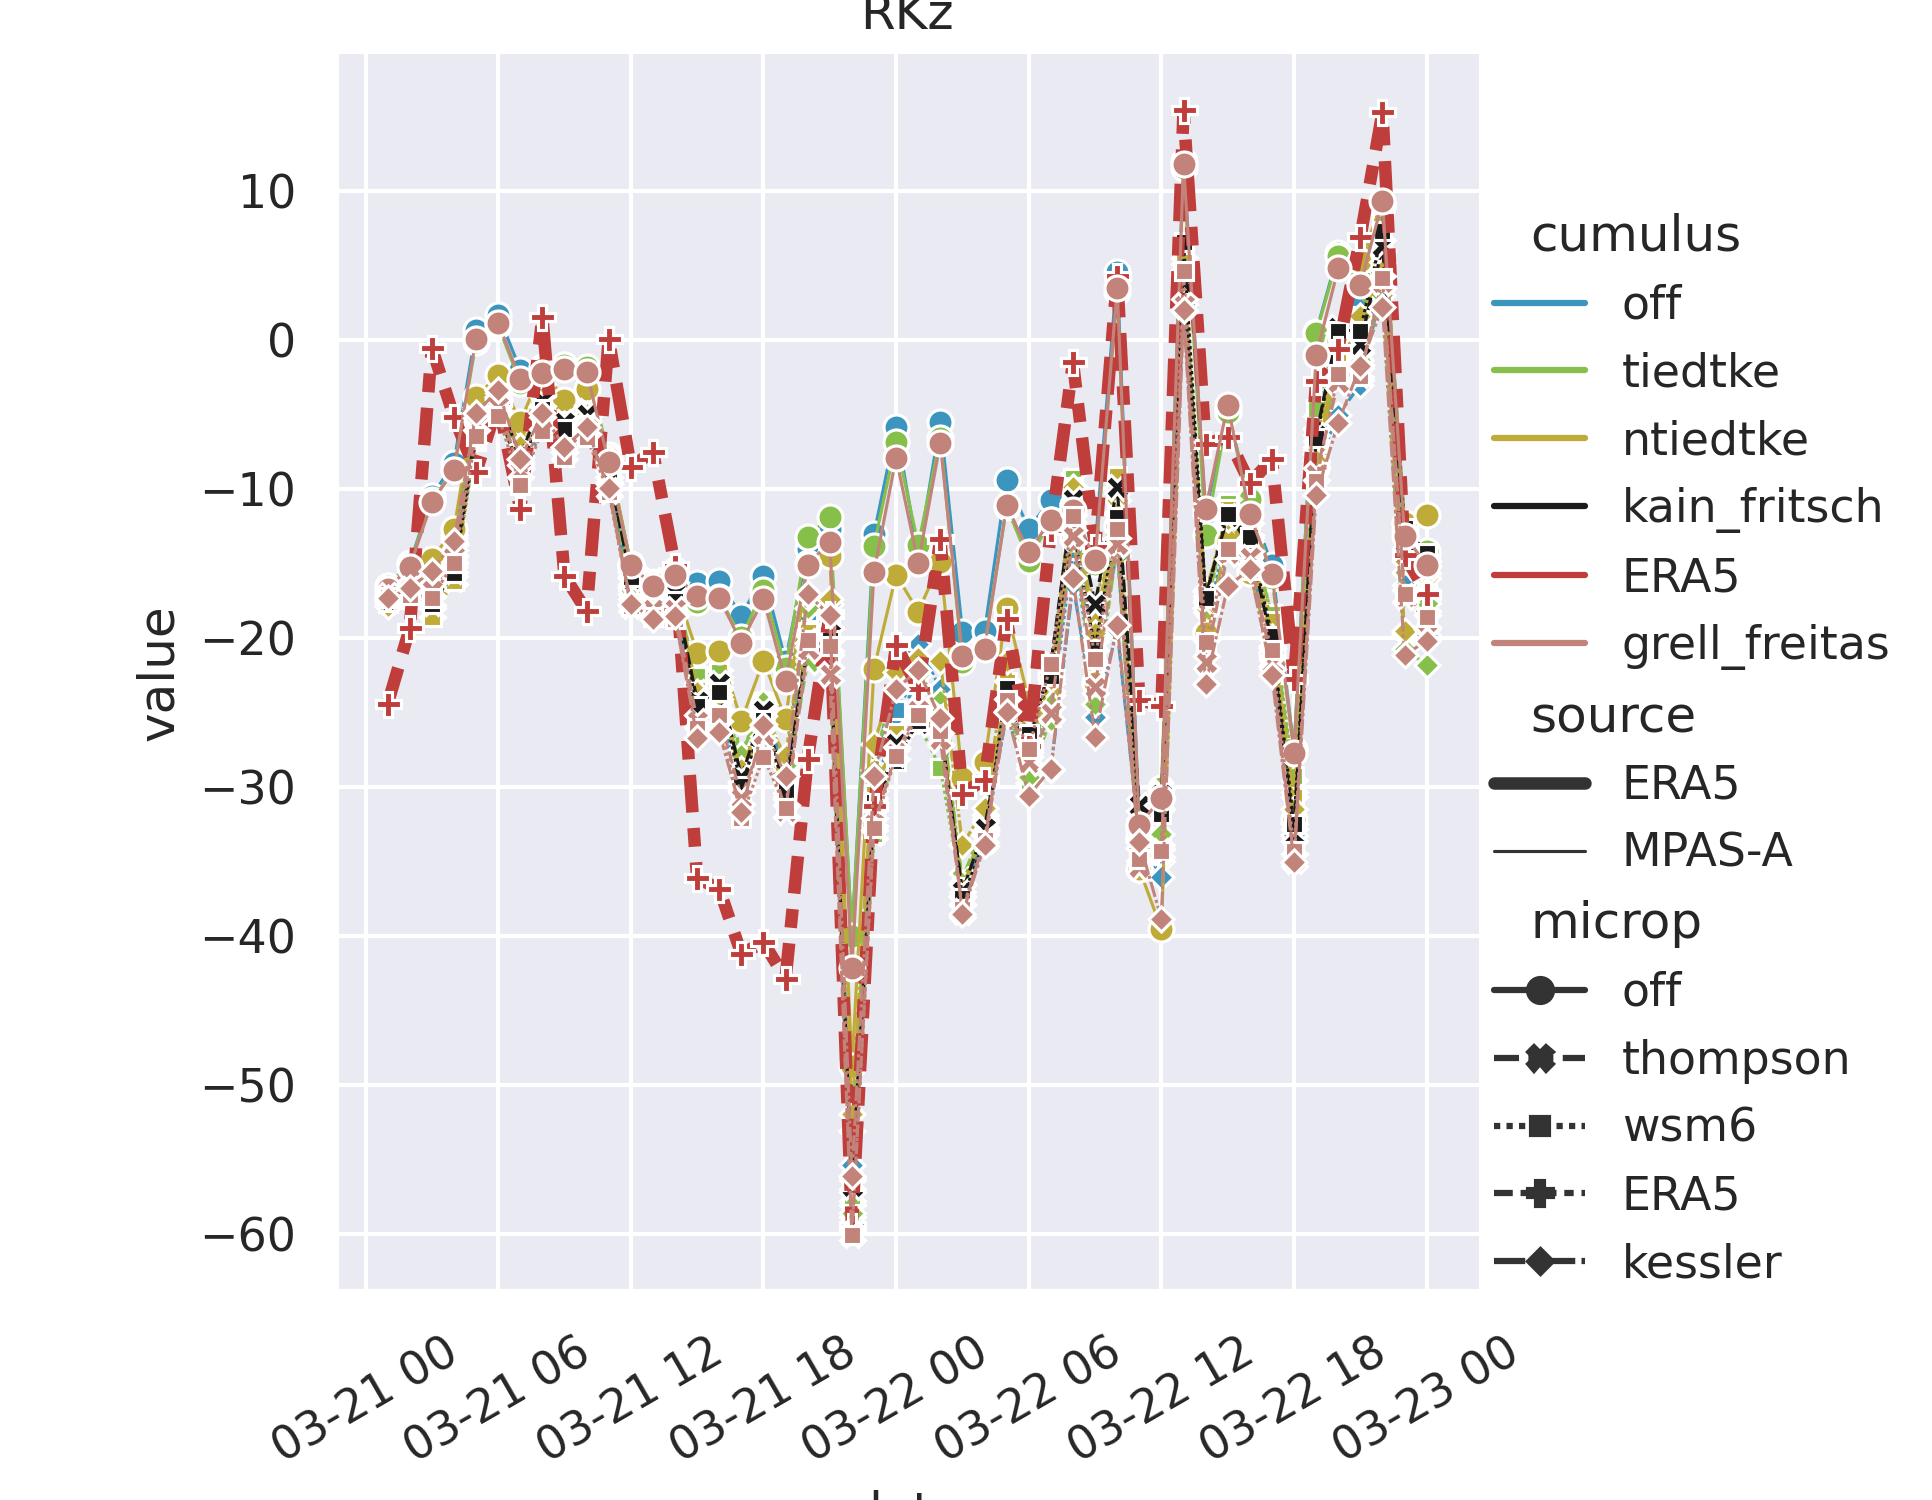 RKz
value
10
0
−10
−20
−30
−40
−50
−60
03-21 00
03-21 06
03-21 12
03-21 18
03-22 00
03-22 06
03-22 12
03-22 18
03-23 00
cumulus
off
tiedtke
ntiedtke
kain_fritsch
ERA5
grell_freitas
source
ERA5
MPAS-A
microp
off
thompson
wsm6
ERA5
kessler